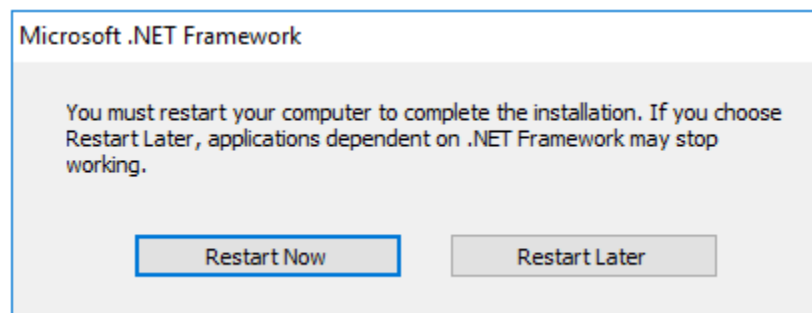 Microsoft .NET Framework
You must restart your computer to complete the installation. If you choose
Restart Later, applications dependent on .NET Framework may stop
working.
Restart Now
Restart Later